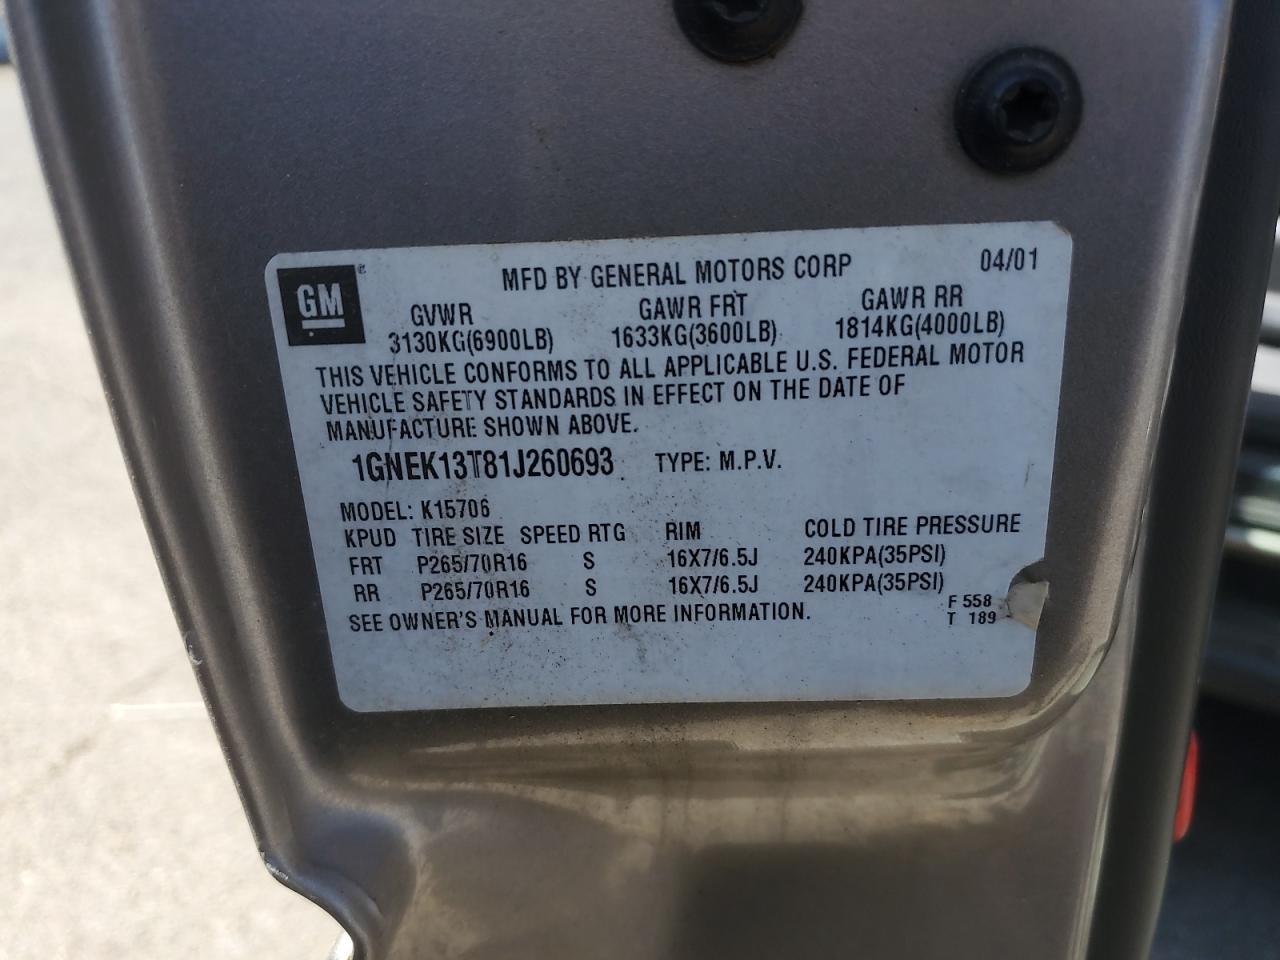 GM
MFD BY GENERAL MOTORS CORP 04/01
GVWR GAWR FRT GAWR RR
3130KG(6900LB) 1633KG(3600LB) 1814KG(4000LB)
THIS VEHICLE CONFORMS TO ALL APPLICABLE U.S. FEDERAL MOTOR
VEHICLE SAFETY STANDARDS IN EFFECT ON THE DATE OF
MANUFACTURE SHOWN ABOVE.
1GNEK13T81J260693 TYPE: M.P.V.
MODEL: K15706
KPUD TIRE SIZE SPEED RTG RIM COLD TIRE PRESSURE
FRT P265/70R16 S 16X7/6.5J 240KPA(35PSI)
RR P265/70R16 S 16X7/6.5J 240KPA(35PSI)
SEE OWNER'S MANUAL FOR MORE INFORMATION.
F 558
T 189